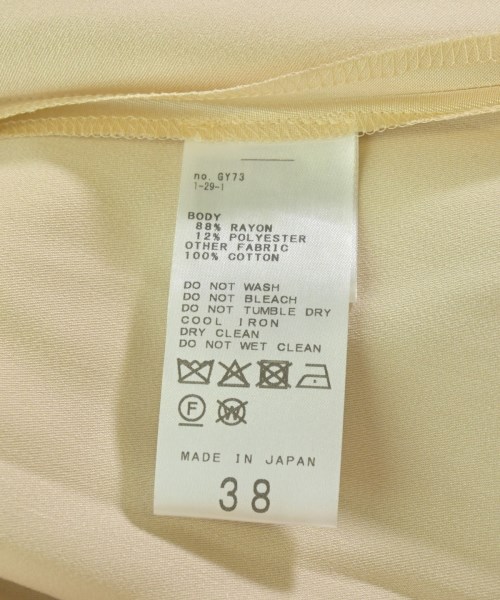 no. GY73
1-29-1
BODY
88% RAYON
12% POLYESTER
OTHER FABRIC
100% COTTON
DO NOT WASH
DO NOT BLEACH
DO NOT TUMBLE DRY
COOL IRON
DRY CLEAN
DO NOT WET CLEAN
F W
MADE IN JAPAN
38